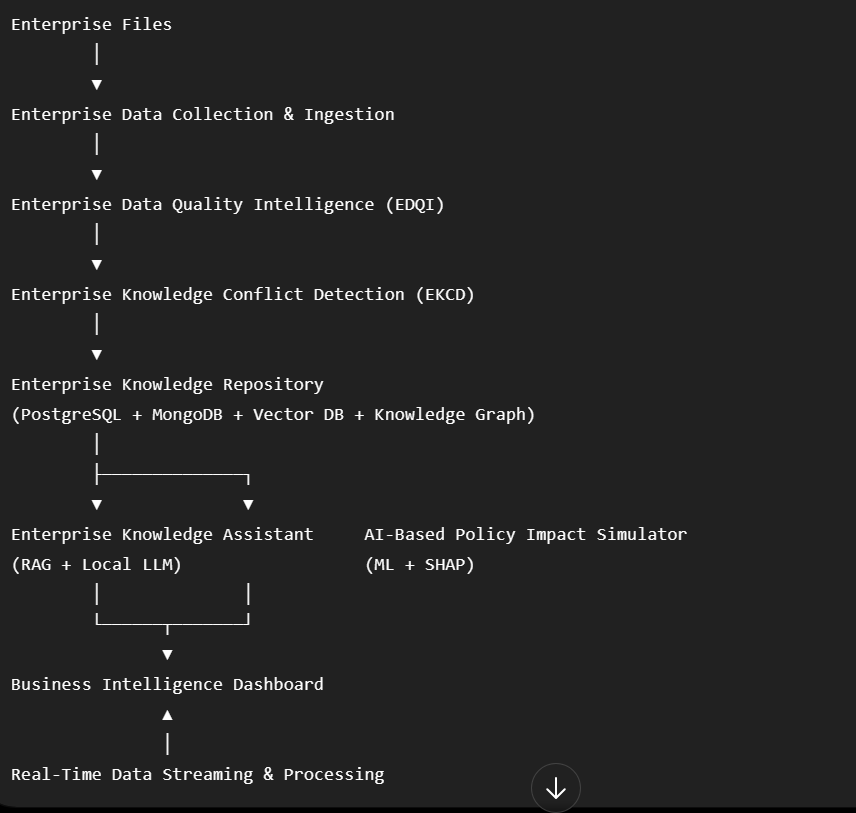 Enterprise Files
Enterprise Data Collection & Ingestion
Enterprise Data Quality Intelligence (EDQI)
Enterprise Knowledge Conflict Detection (EKCD)
Enterprise Knowledge Repository
(PostgreSQL + MongoDB + Vector DB + Knowledge Graph)
Enterprise Knowledge Assistant    AI-Based Policy Impact Simulator
(RAG + Local LLM)    (ML + SHAP)
Business Intelligence Dashboard
Real-Time Data Streaming & Processing